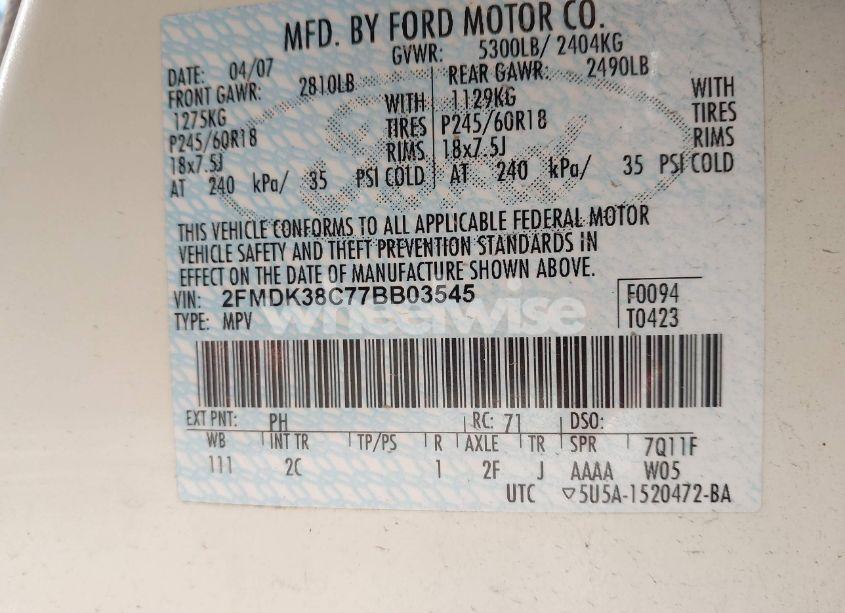 MFD. BY FORD MOTOR CO.
DATE: 04/07 GVWR: 5300LB/ 2404KG
FRONT GAWR: 2810LB REAR GAWR: 2490LB
1275KG WITH 1129KG WITH
P245/60R18 TIRES P245/60R18 TIRES
18x7.5J RIMS 18x7.5J RIMS
AT 240 kPa/ 35 PSI COLD AT 240 kPa/ 35 PSI COLD
THIS VEHICLE CONFORMS TO ALL APPLICABLE FEDERAL MOTOR
VEHICLE SAFETY AND THEFT PREVENTION STANDARDS IN
EFFECT ON THE DATE OF MANUFACTURE SHOWN ABOVE.
VIN: 2FMDK38C77BB03545 F0094
TYPE: MPV T0423
wheelwise
EXT PNT: PH RC: 71 DSO:
WB INT TR TP/PS R AXLE TR SPR 7Q11F
111 2C 1 2F J AAAA W05
UTC ▽5U5A-1520472-BA